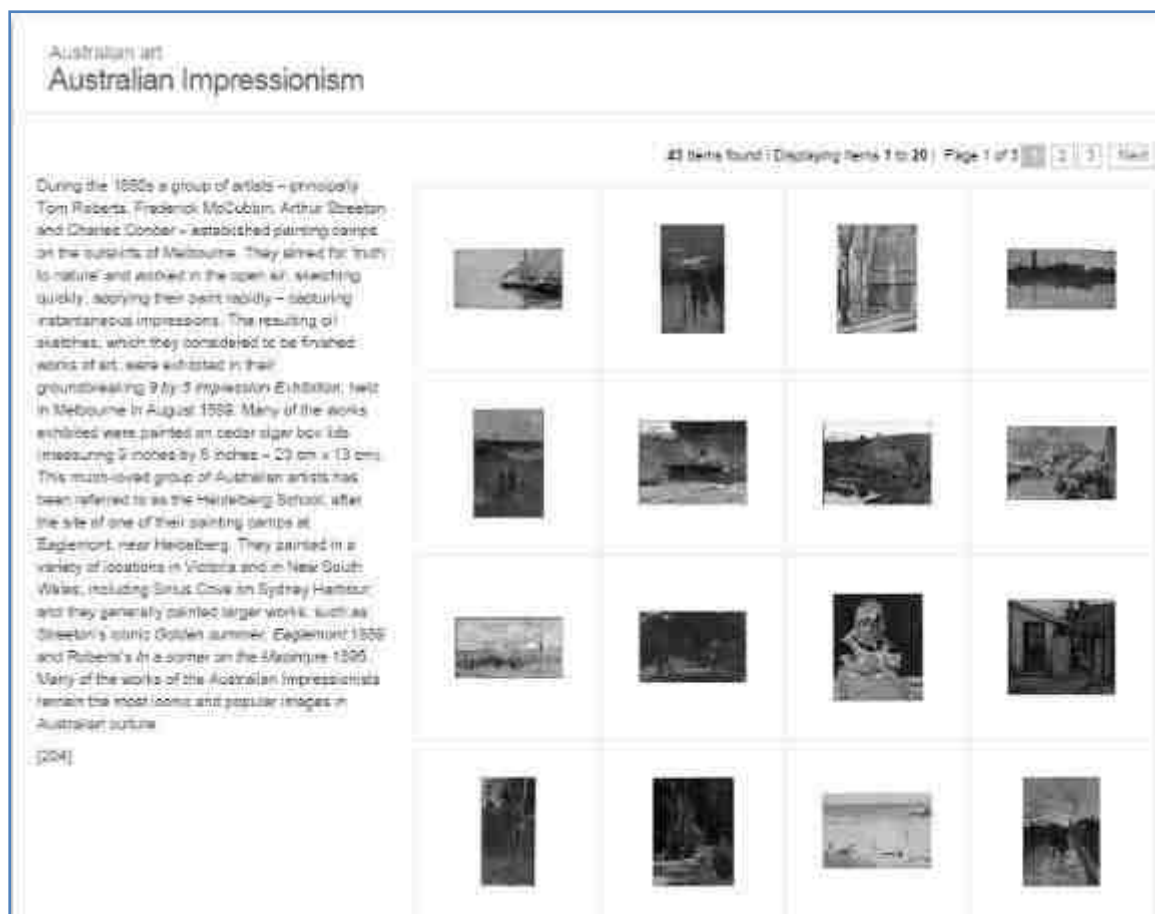 Australian art
Australian Impressionism
43 items found | Displaying items 1 to 20 | Page 1 of 3 1 2 3 Next
During the 1880s a group of artists – principally
Tom Roberts, Frederick McCubbin, Arthur Streeton
and Charles Conder – established painting camps
on the outskirts of Melbourne. They aimed for 'truth
to nature' and worked in the open air, sketching
quickly, applying their paint rapidly – capturing
instantaneous impressions. The resulting oil
sketches, which they considered to be finished
works of art, were exhibited in their
groundbreaking 9 by 5 Impression Exhibition, held
in Melbourne in August 1889. Many of the works
exhibited were painted on cedar cigar box lids
(measuring 9 inches by 5 inches – 23 cm x 13 cm).
This much-loved group of Australian artists has
been referred to as the Heidelberg School, after
the site of one of their painting camps at
Eaglemont, near Heidelberg. They painted in a
variety of locations in Victoria and in New South
Wales, including Sirius Cove on Sydney Harbour,
and they generally painted larger works, such as
Streeton's iconic Golden summer, Eaglemont 1889
and Roberts's In a corner on the Macintyre 1895.
Many of the works of the Australian Impressionists
remain the most iconic and popular images in
Australian culture.
[204]